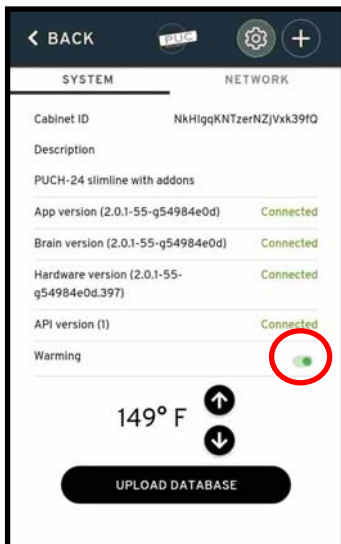 < BACK PUC +
SYSTEM NETWORK
Cabinet ID NkHIgqKNTzerNZjVxk39fQ
Description
PUCH-24 slimline with addons
App version (2.0.1-55-g54984e0d) Connected
Brain version (2.0.1-55-g54984e0d) Connected
Hardware version (2.0.1-55- Connected
g54984e0d.397)
API version (1) Connected
Warming
149° F
UPLOAD DATABASE